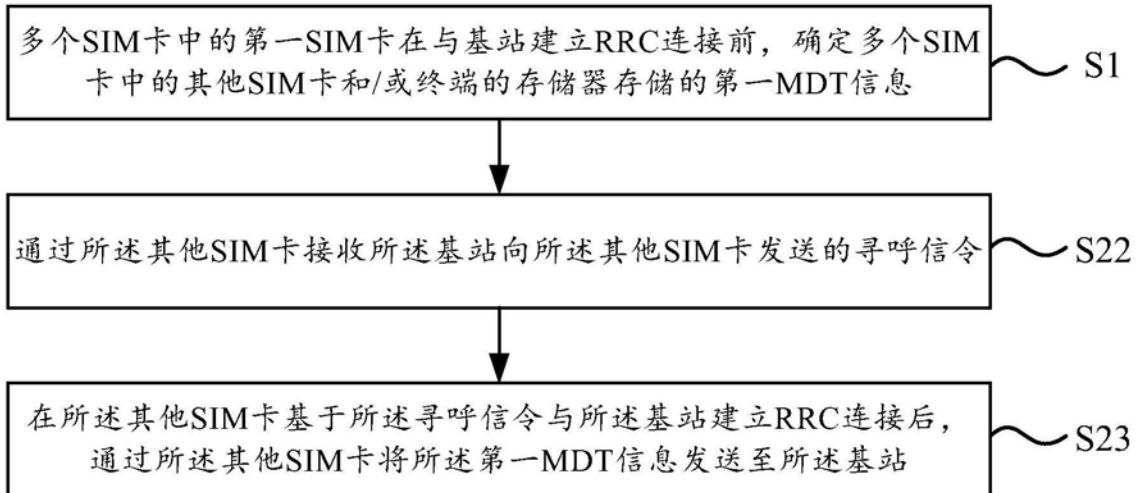 多个SIM卡中的第一SIM卡在与基站建立RRC连接前，确定多个SIM
卡中的其他SIM卡和/或终端的存储器存储的第一MDT信息
S1
通过所述其他SIM卡接收所述基站向所述其他SIM卡发送的寻呼信令
S22
在所述其他SIM卡基于所述寻呼信令与所述基站建立RRC连接后，
通过所述其他SIM卡将所述第一MDT信息发送至所述基站
S23